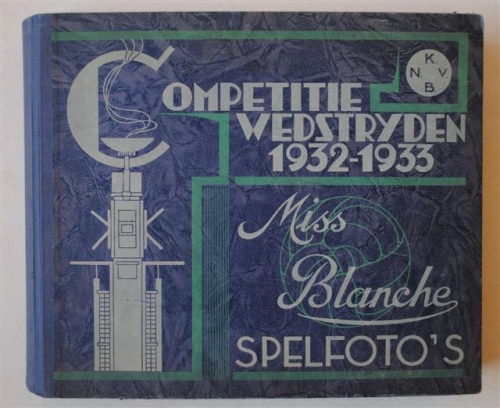 COMPETITIE
WEDSTRYDEN
1932-1933
K.
N. V
B
Miss
Blanche
SPELFOTO'S